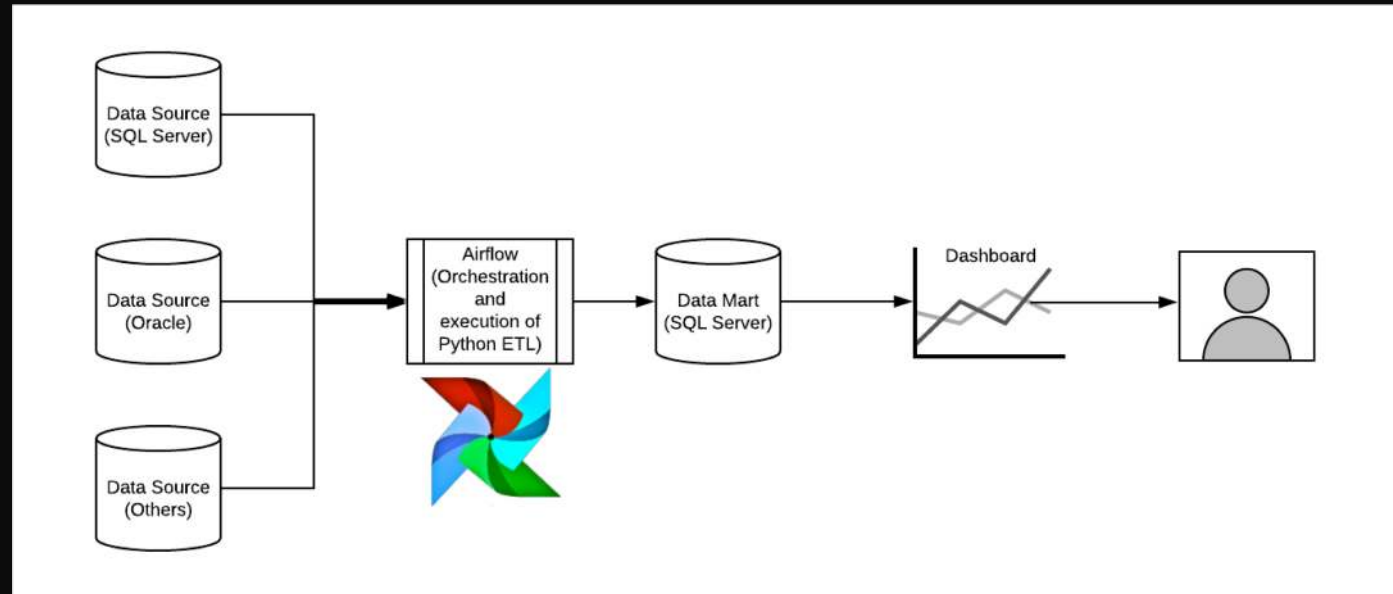 Data Source
(SQL Server)
Data Source
(Oracle)
Data Source
(Others)
Airflow
(Orchestration
and
execution of
Python ETL)
Data Mart
(SQL Server)
Dashboard